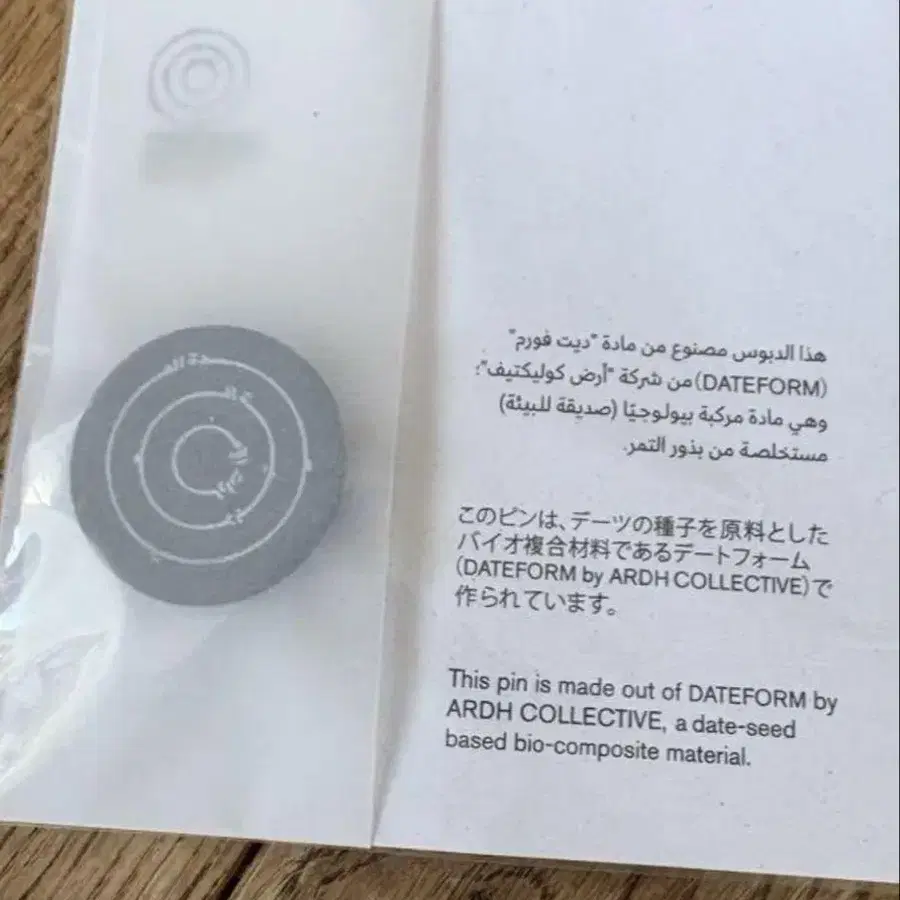 هذا الدبوس مصنوع من مادة "ديت فورم"
(DATEFORM) من شركة "أرض كوليكتيف"؛
وهي مادة مركبة بيولوجيًا (صديقة للبيئة)
مستخلصة من بذور التمر.
このピンは、デーツの種子を原料とした
バイオ複合材料であるデートフォーム
(DATEFORM by ARDH COLLECTIVE)で
作られています。
This pin is made out of DATEFORM by
ARDH COLLECTIVE, a date-seed
based bio-composite material.